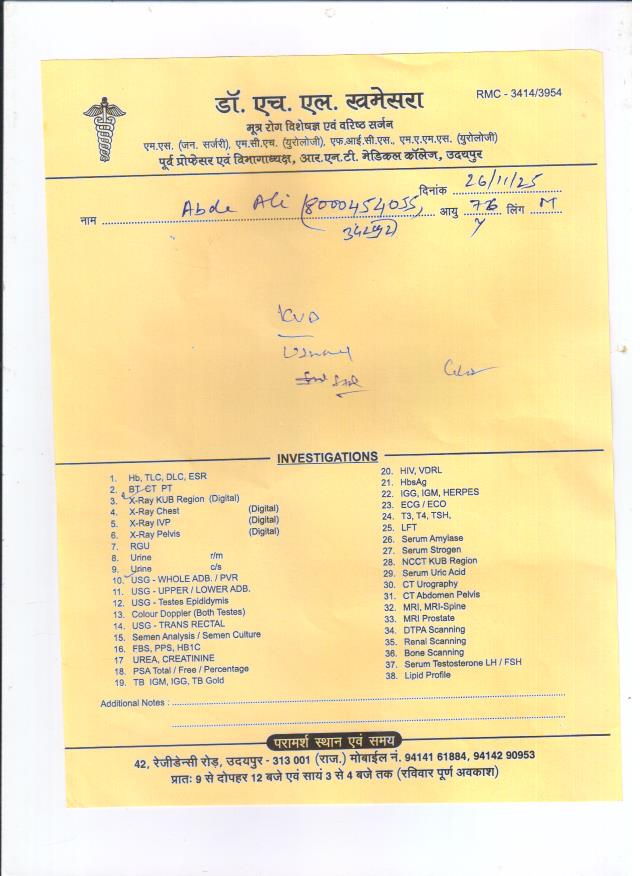 डॉ. एच. एल. खमेसरा
RMC - 3414/3954
मूत्र रोग विशेषज्ञ एवं वरिष्ठ सर्जन
एम.एस. (जन. सर्जरी), एम.सी.एच. (यूरोलोजी), एफ.आई.सी.एस., एम.ए.एम.एस. (यूरोलोजी)
पूर्व प्रोफेसर एवं विभागाध्यक्ष, आर.एन.टी. मेडिकल कॉलेज, उदयपुर
दिनांक 26/11/25
नाम Abde Ali (8000454055, आयु 76 लिंग M
उदयपुर) y
KUB
INVESTIGATIONS
1. Hb, TLC, DLC, ESR
2. BT CT PT
3. X-Ray KUB Region (Digital)
4. X-Ray Chest (Digital)
5. X-Ray IVP (Digital)
6. X-Ray Pelvis (Digital)
7. RGU
8. Urine r/m
9. Urine c/s
10. USG - WHOLE ADB. / PVR
11. USG - UPPER / LOWER ADB.
12. USG - Testes Epididymis
13. Colour Doppler (Both Testes)
14. USG - TRANS RECTAL
15. Semen Analysis / Semen Culture
16. FBS, PPS, HB1C
17 UREA, CREATININE
18. PSA Total / Free / Percentage
19. TB IGM, IGG, TB Gold
20. HIV, VDRL
21. HbsAg
22. IGG, IGM, HERPES
23. ECG / ECO
24. T3, T4, TSH,
25. LFT
26. Serum Amylase
27. Serum Strogen
28. NCCT KUB Region
29. Serum Uric Acid
30. CT Urography
31. CT Abdomen Pelvis
32. MRI, MRI-Spine
33. MRI Prostate
34. DTPA Scanning
35. Renal Scanning
36. Bone Scanning
37. Serum Testosterone LH / FSH
38. Lipid Profile
Additional Notes :
परामर्श स्थान एवं समय
42, रेजीडेन्सी रोड़, उदयपुर - 313 001 (राज.) मोबाईल नं. 94141 61884, 94142 90953
प्रातः 9 से दोपहर 12 बजे एवं सायं 3 से 4 बजे तक (रविवार पूर्ण अवकाश)